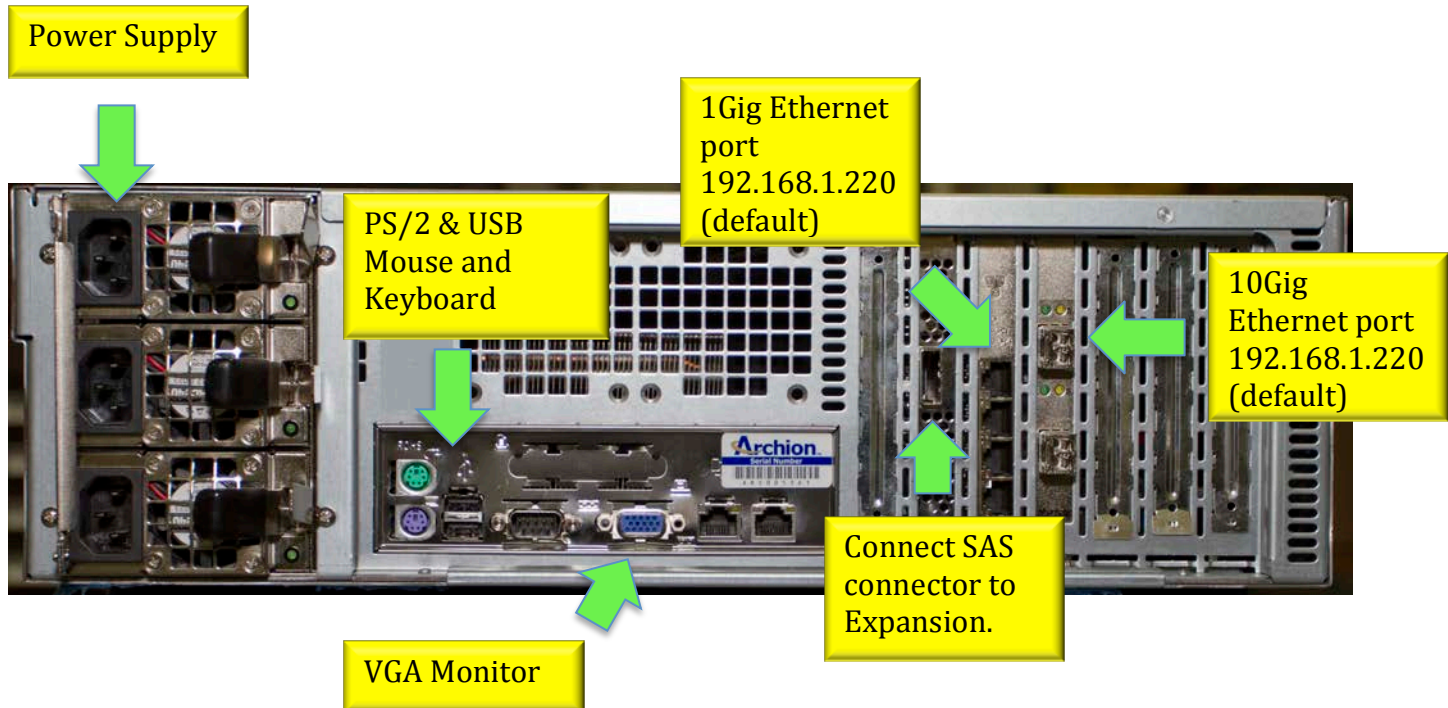 Power Supply
1Gig Ethernet
port
192.168.1.220
(default)
PS/2 & USB
Mouse and
Keyboard
10Gig
Ethernet port
192.168.1.220
(default)
Archion
Serial Number
Connect SAS
connector to
Expansion.
VGA Monitor